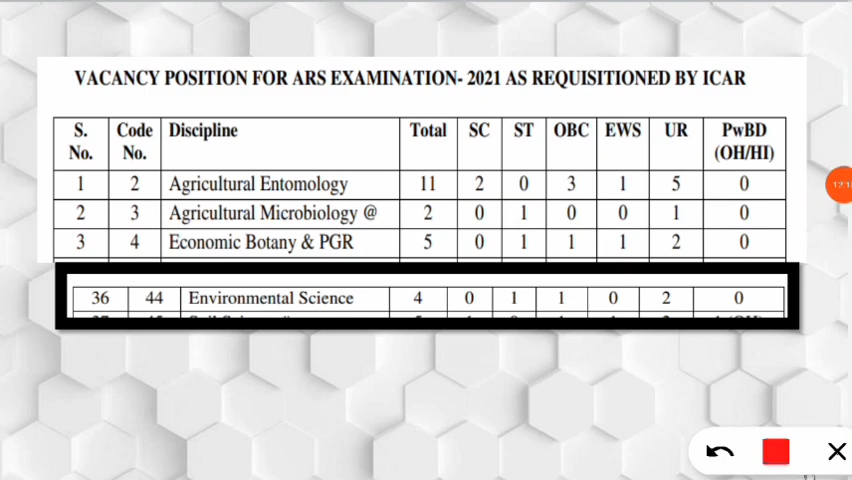 VACANCY POSITION FOR ARS EXAMINATION- 2021 AS REQUISITIONED BY ICAR
S. No. Code No. Discipline Total SC ST OBC EWS UR PwBD (OH/HI)
1 2 Agricultural Entomology 11 2 0 3 1 5 0
2 3 Agricultural Microbiology @ 2 0 1 0 0 1 0
3 4 Economic Botany & PGR 5 0 1 1 1 2 0
36 44 Environmental Science 4 0 1 1 0 2 0